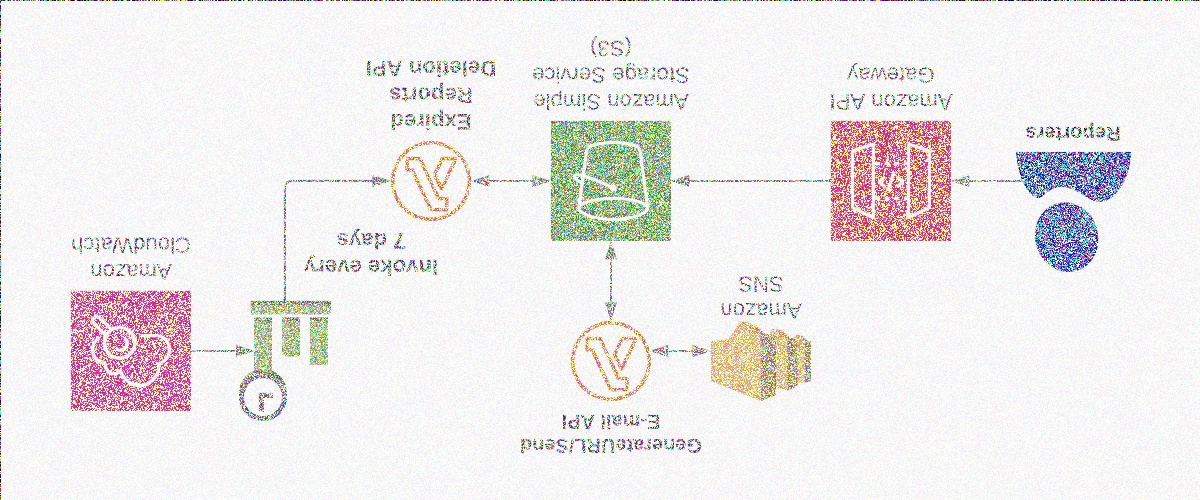 GenerateURL/Send
E-mail API
Amazon
SNS
Invoke every
7 days
Amazon
CloudWatch
Reporters
Amazon API
Gateway
Amazon Simple
Storage Service
(S3)
Expired
Reports
Deletion API